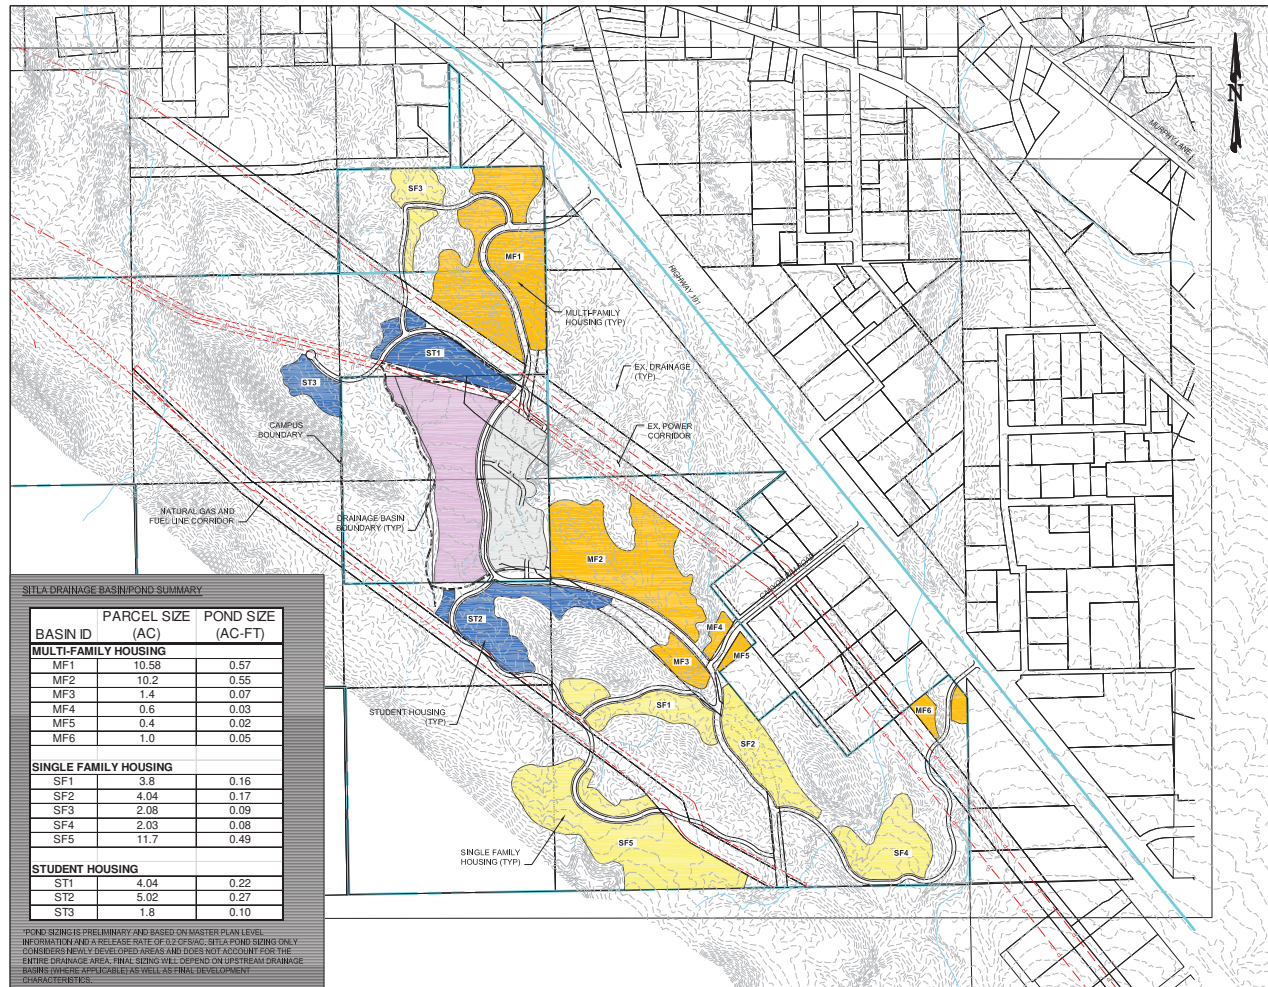 N
MURPHY LANE
HIGHWAY 191
SF3
MF1
MULTI-FAMILY
HOUSING (TYP)
ST1
ST3
EX. DRAINAGE
(TYP)
CAMPUS
BOUNDARY
EX. POWER
CORRIDOR
NATURAL GAS AND
FUEL LINE CORRIDOR
DRAINAGE BASIN
BOUNDARY (TYP)
MF2
ST2
MF4
MF5
MF3
STUDENT HOUSING
(TYP)
SF1
SF2
MF6
SF5
SF4
SINGLE FAMILY
HOUSING (TYP)
SITLA DRAINAGE BASIN/POND SUMMARY
BASIN ID PARCEL SIZE (AC) POND SIZE (AC-FT)
MULTI-FAMILY HOUSING
MF1 10.58 0.57
MF2 10.2 0.55
MF3 1.4 0.07
MF4 0.6 0.03
MF5 0.4 0.02
MF6 1.0 0.05
SINGLE FAMILY HOUSING
SF1 3.8 0.16
SF2 4.04 0.17
SF3 2.08 0.09
SF4 2.03 0.08
SF5 11.7 0.49
STUDENT HOUSING
ST1 4.04 0.22
ST2 5.02 0.27
ST3 1.8 0.10
*POND SIZING IS PRELIMINARY AND BASED ON MASTER PLAN LEVEL
INFORMATION AND A RELEASE RATE OF 0.2 CFS/AC. SITLA POND SIZING ONLY
CONSIDERS NEWLY DEVELOPED AREAS AND DOES NOT ACCOUNT FOR THE
ENTIRE DRAINAGE AREA. FINAL SIZING WILL DEPEND ON UPSTREAM DRAINAGE
BASINS (WHERE APPLICABLE) AS WELL AS FINAL DEVELOPMENT
CHARACTERISTICS.